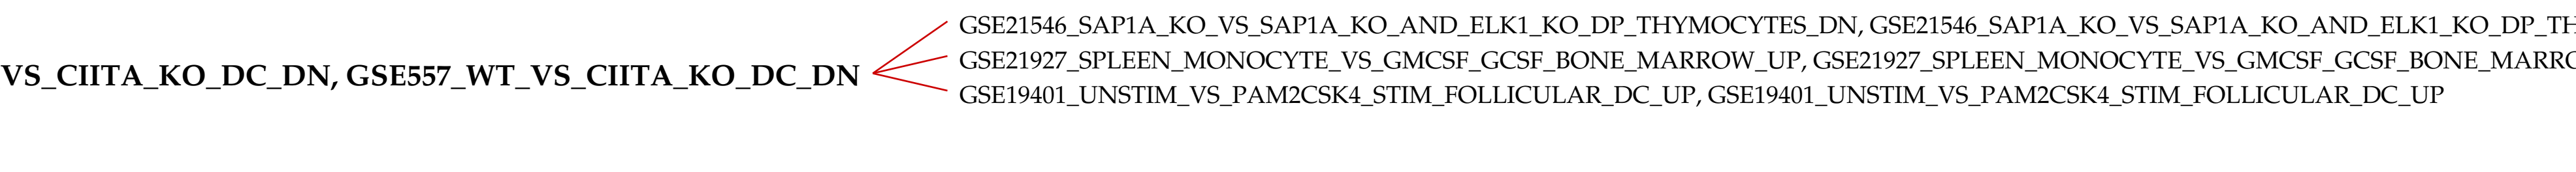 VS_CIITA_KO_DC_DN, GSE557_WT_VS_CIITA_KO_DC_DN
GSE21546_SAP1A_KO_VS_SAP1A_KO_AND_ELK1_KO_DP_THYMOCYTES_DN, GSE21546_SAP1A_KO_VS_SAP1A_KO_AND_ELK1_KO_DP_TH
GSE21927_SPLEEN_MONOCYTE_VS_GMCSF_GCSF_BONE_MARROW_UP, GSE21927_SPLEEN_MONOCYTE_VS_GMCSF_GCSF_BONE_MARRO
GSE19401_UNSTIM_VS_PAM2CSK4_STIM_FOLLICULAR_DC_UP, GSE19401_UNSTIM_VS_PAM2CSK4_STIM_FOLLICULAR_DC_UP